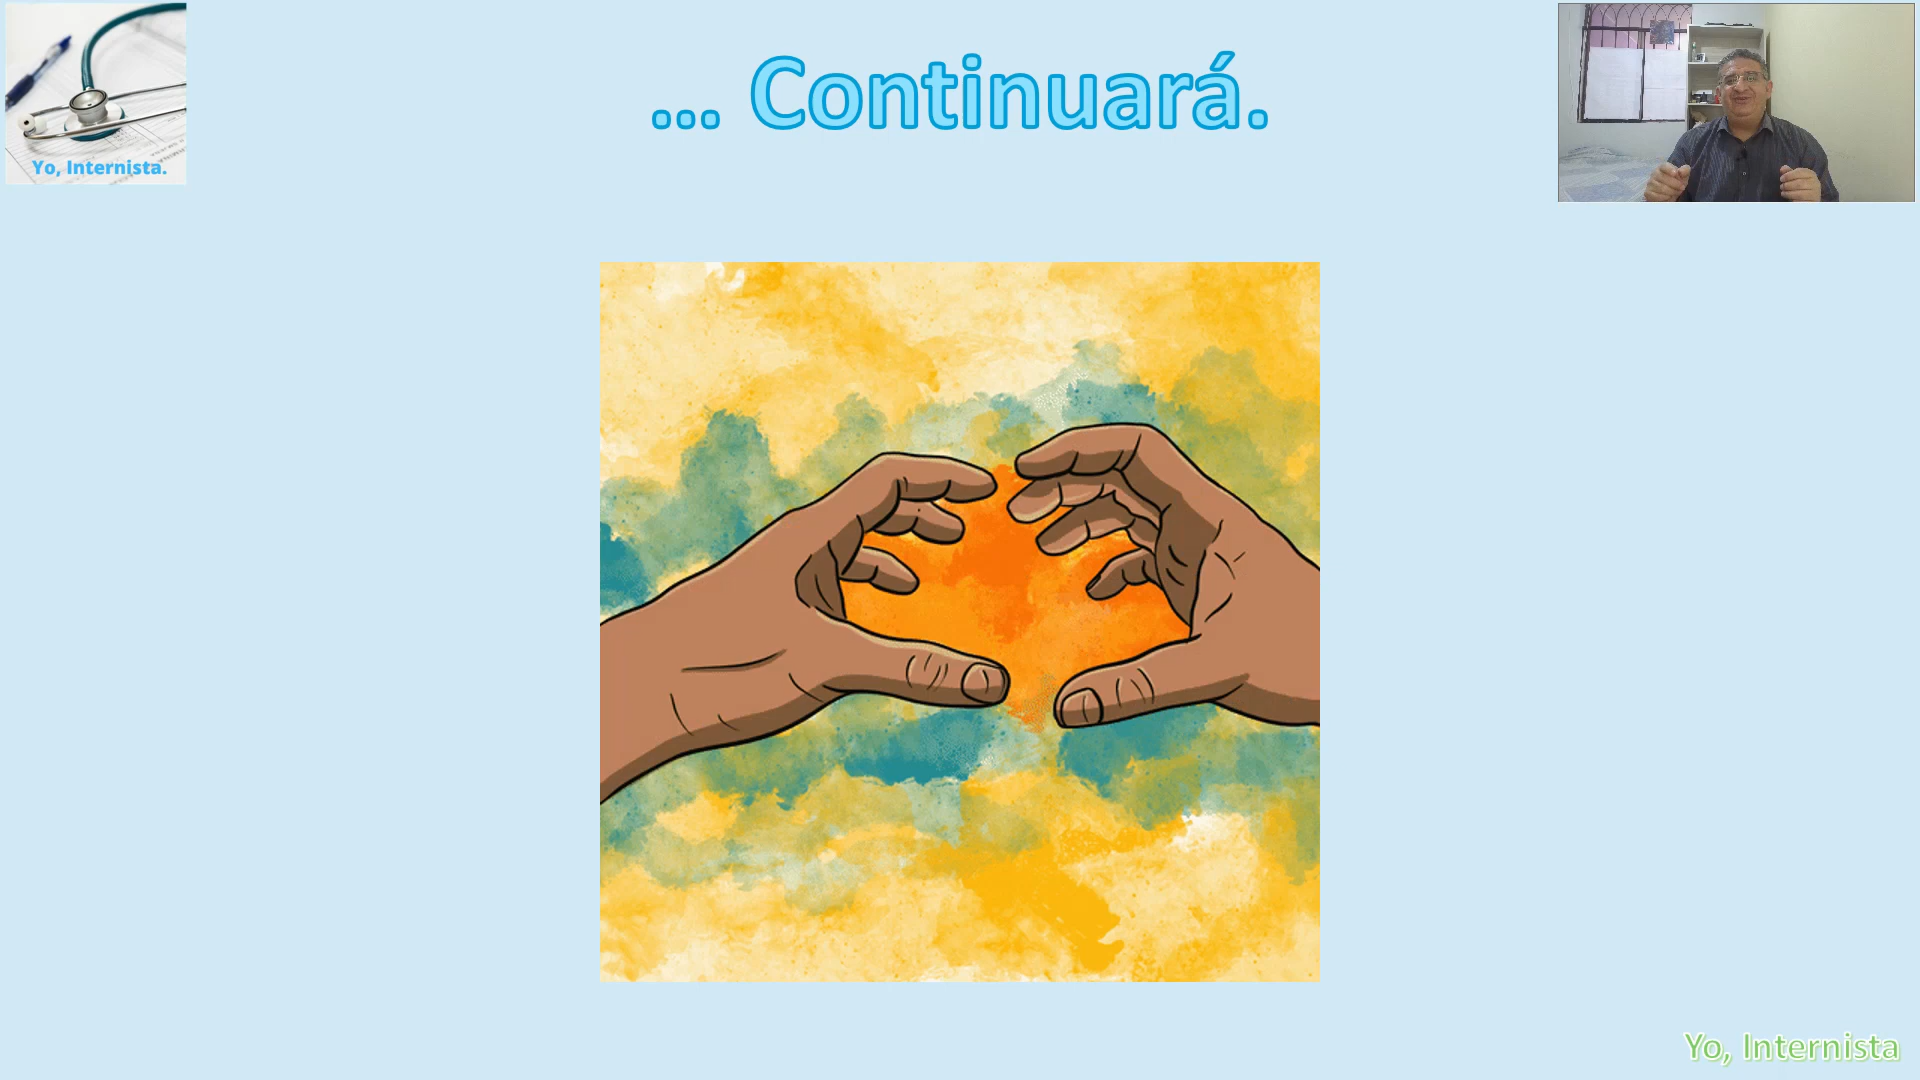 ... Continuará.
Yo, Internista.
Yo, Internista